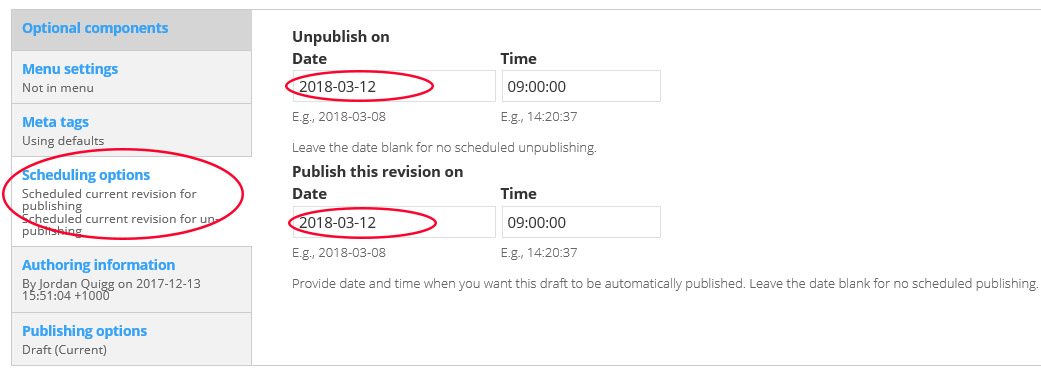 Optional components
Menu settings
Not in menu
Meta tags
Using defaults
Scheduling options
Scheduled current revision for
publishing
Scheduled current revision for un-
publishing
Authoring information
By Jordan Quigg on 2017-12-13
15:51:04 +1000
Publishing options
Draft (Current)
Unpublish on
Date Time
2018-03-12 09:00:00
E.g., 2018-03-08 E.g., 14:20:37
Leave the date blank for no scheduled unpublishing.
Publish this revision on
Date Time
2018-03-12 09:00:00
E.g., 2018-03-08 E.g., 14:20:37
Provide date and time when you want this draft to be automatically published. Leave the date blank for no scheduled publishing.